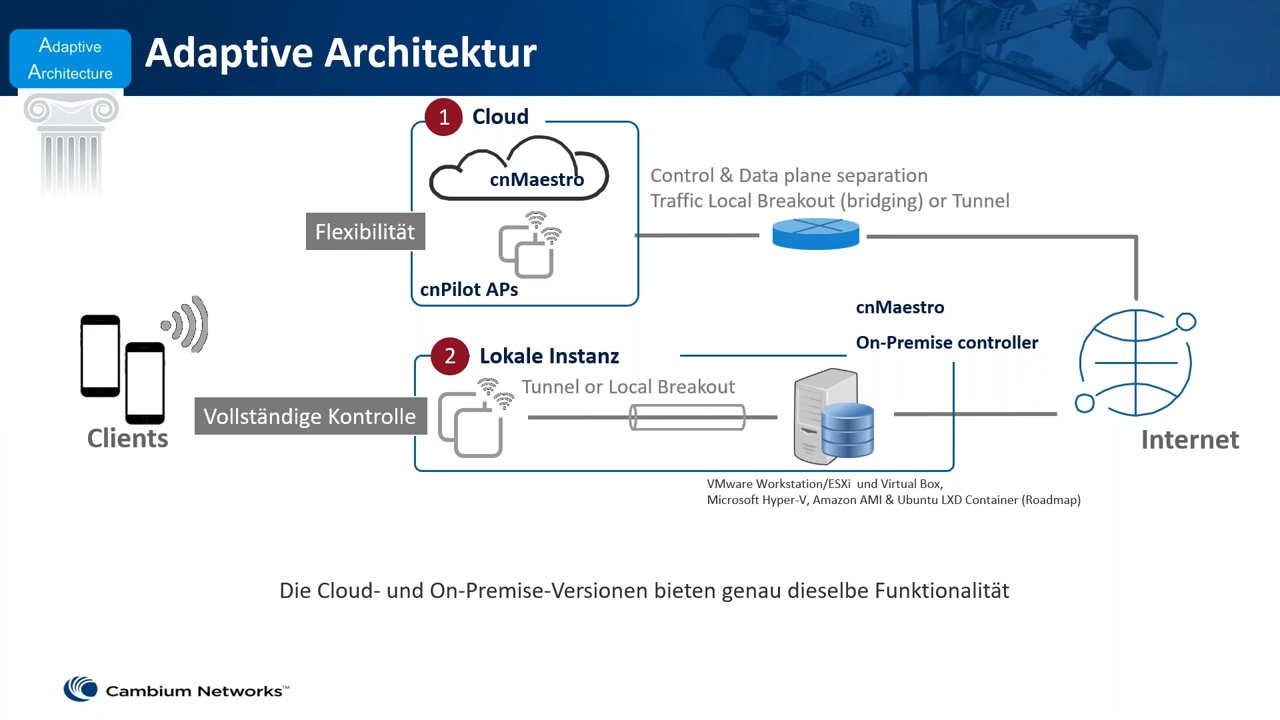 Adaptive
Architecture
Adaptive Architektur
1 Cloud
cnMaestro
Control & Data plane separation
Traffic Local Breakout (bridging) or Tunnel
Flexibilität
cnPilot APs
cnMaestro
On-Premise controller
2 Lokale Instanz
Tunnel or Local Breakout
Vollständige Kontrolle
Clients
Internet
VMware Workstation/ESXi und Virtual Box,
Microsoft Hyper-V, Amazon AMI & Ubuntu LXD Container (Roadmap)
Die Cloud- und On-Premise-Versionen bieten genau dieselbe Funktionalität
Cambium Networks™